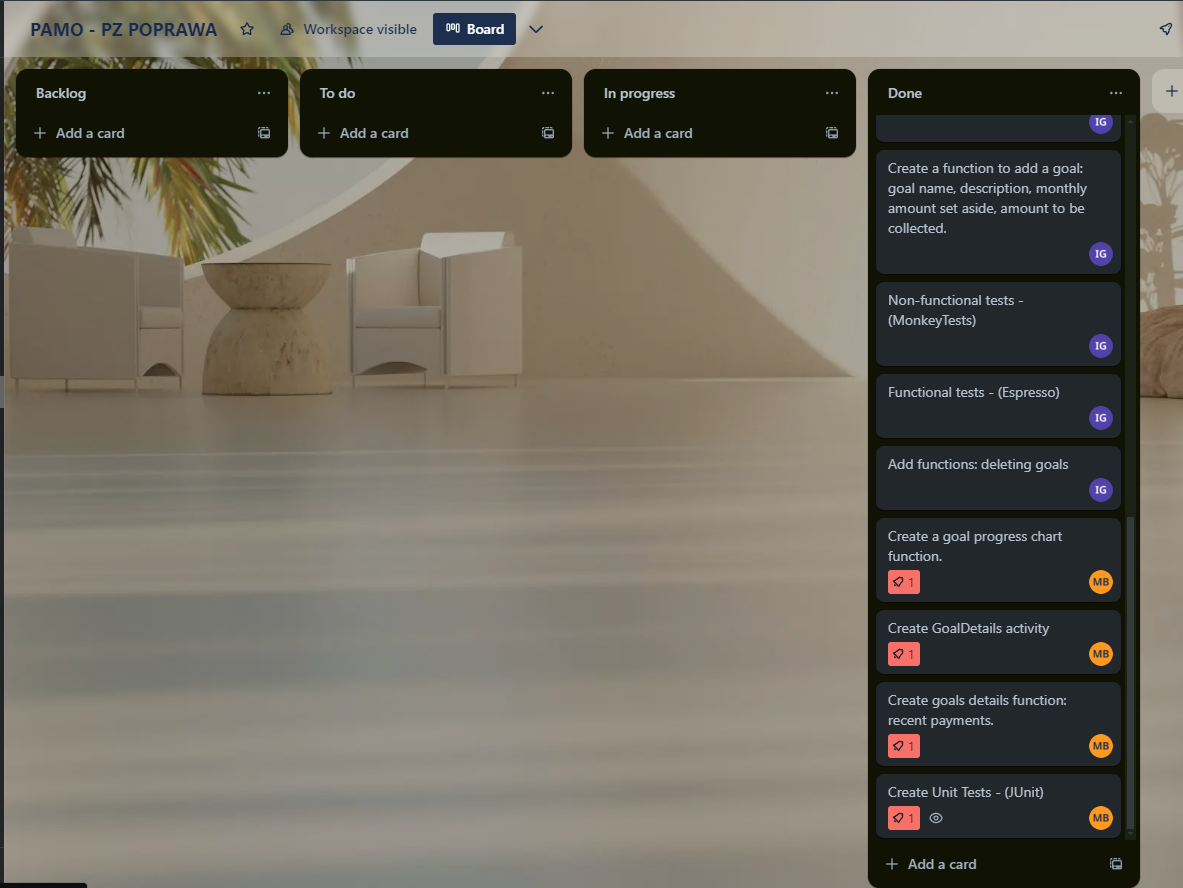 PAMO - PZ POPRAWA
Workspace visible
Board
Backlog
Add a card
To do
Add a card
In progress
Add a card
Done
IG
Create a function to add a goal:
goal name, description, monthly
amount set aside, amount to be
collected.
IG
Non-functional tests -
(MonkeyTests)
IG
Functional tests - (Espresso)
IG
Add functions: deleting goals
IG
Create a goal progress chart
function.
1
MB
Create GoalDetails activity
1
MB
Create goals details function:
recent payments.
1
MB
Create Unit Tests - (JUnit)
1
MB
Add a card